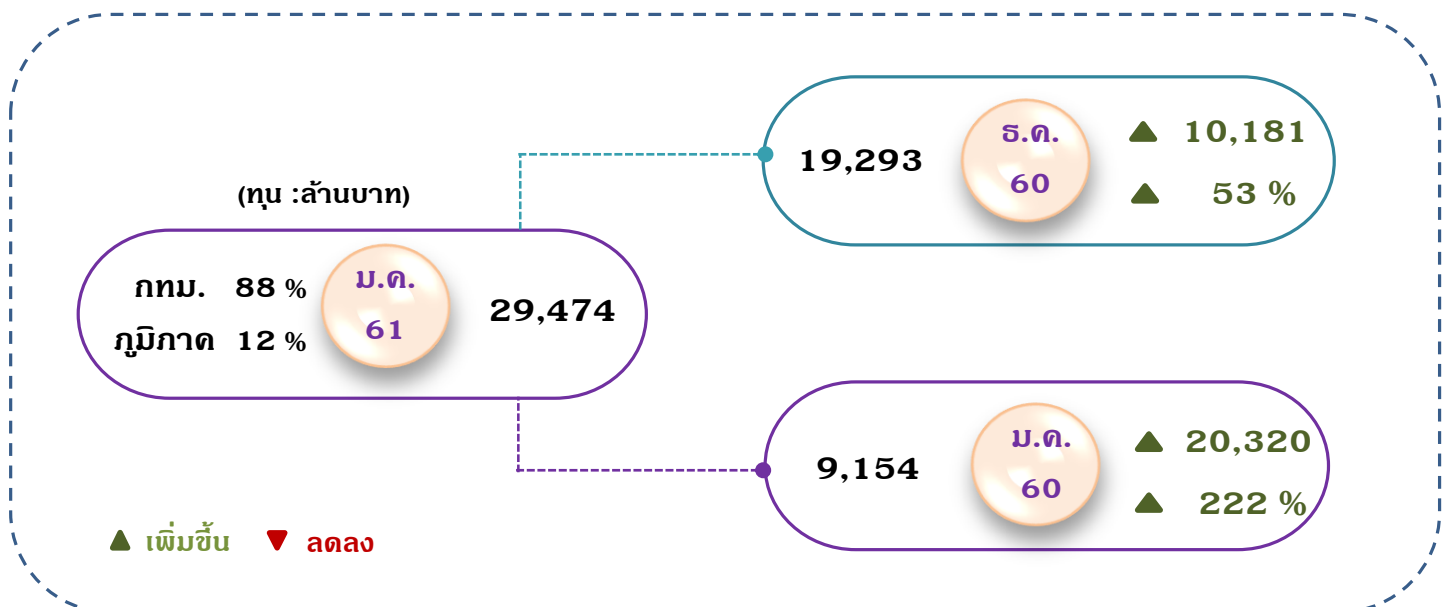 (ทุน :ล้านบาท)
กทม. 88 %
ภูมิภาค 12 %
ม.ค.
61
29,474
19,293
ธ.ค.
60
▲ 10,181
▲ 53 %
9,154
ม.ค.
60
▲ 20,320
▲ 222 %
▲ เพิ่มขึ้น ▼ ลดลง